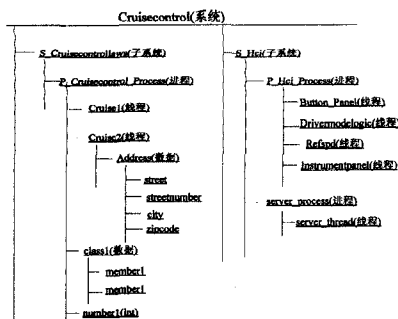 Cruisecontrol(系统)
S_Cruisecontrollaws(子系统)
P_Cruisecontrol_Process(进程)
Cruise1(线程)
Cruise2(线程)
Address(数据)
street
streetnumber
city
zipcode
class1(数据)
member1
member1
number1(int)
S_Hci(子系统)
P_Hci_Process(进程)
Button_Panel(线程)
Drivermodelogic(线程)
Refspd(线程)
Instrumentpanel(线程)
server_process(进程)
server_thread(线程)